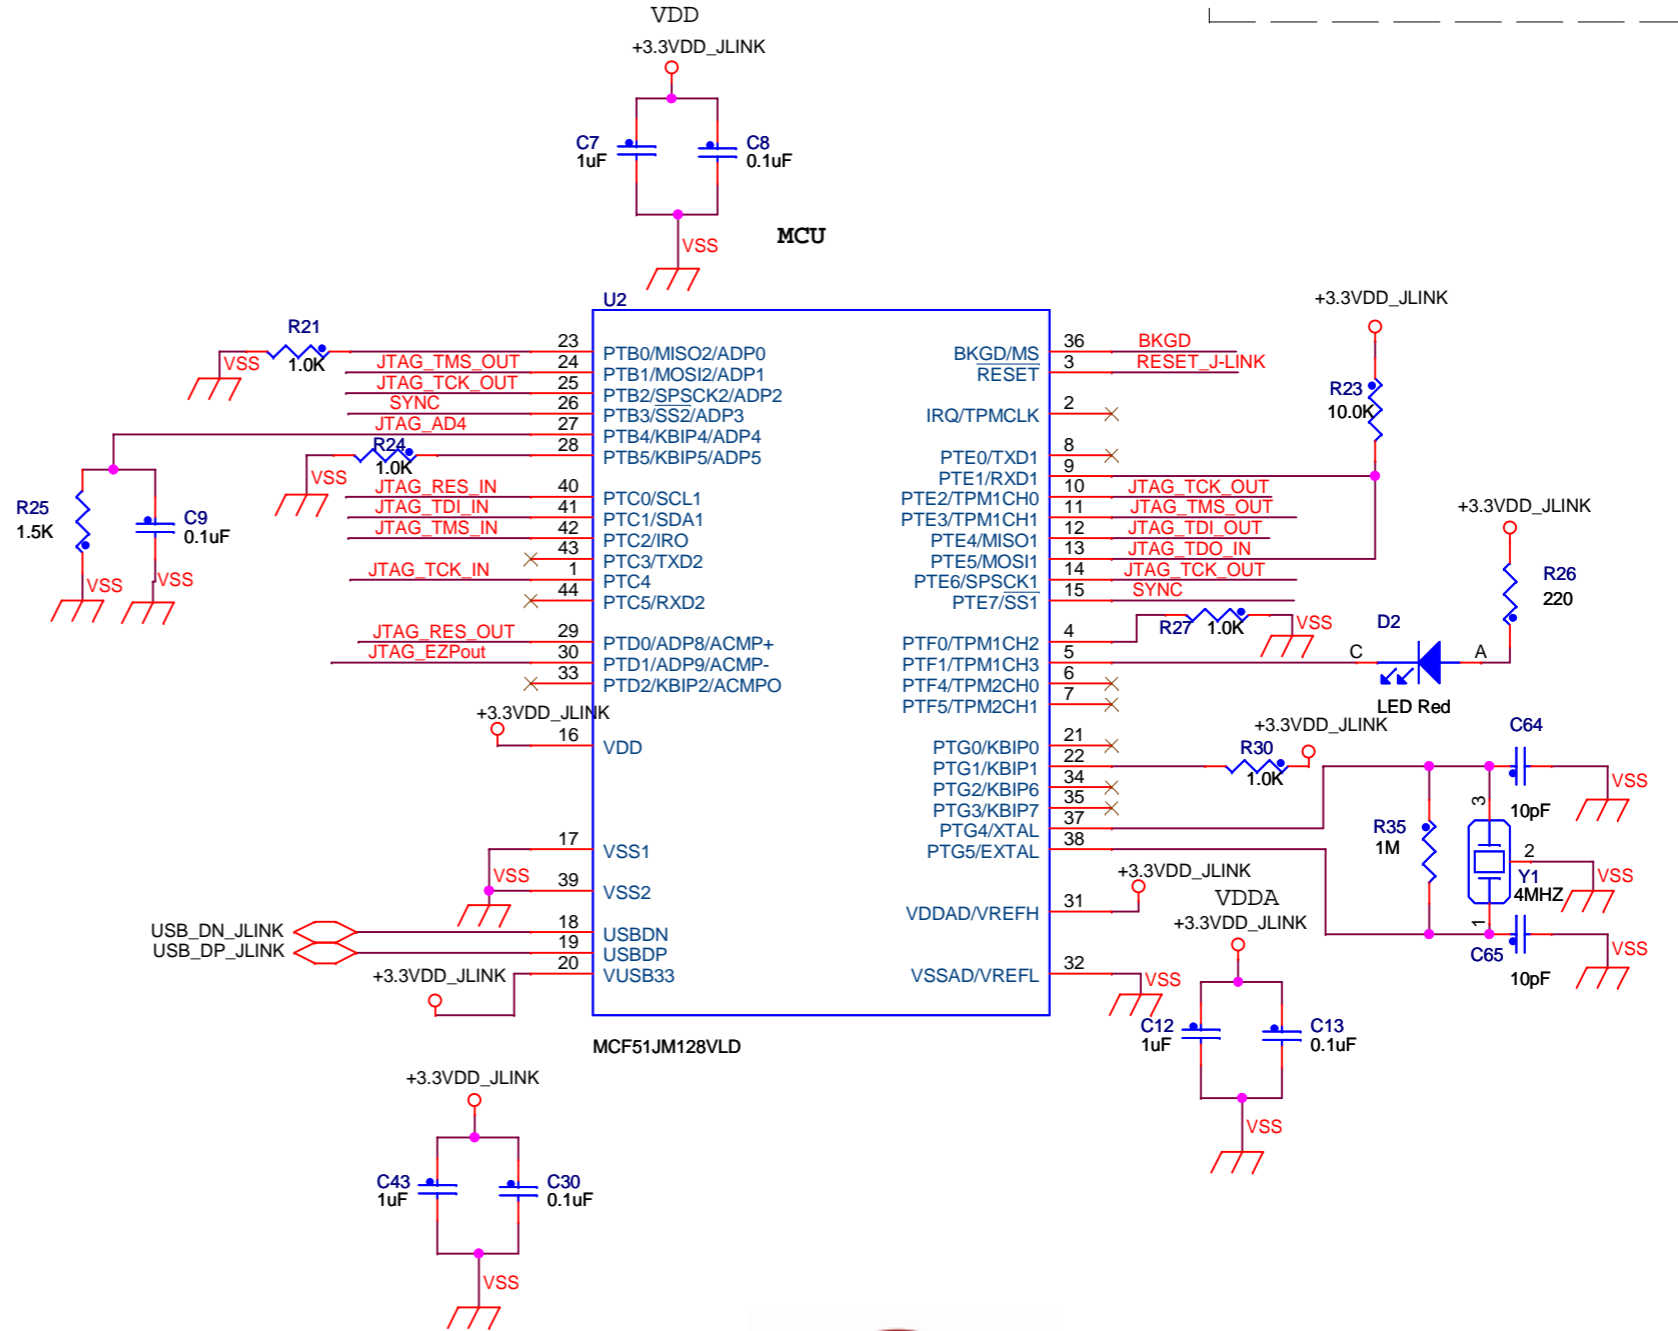 VDD
+3.3VDD_JLINK
C7
1uF
C8
0.1uF
VSS
MCU
U2
R21
1.0K
VSS
JTAG_TMS_OUT
JTAG_TCK_OUT
SYNC
JTAG_AD4
R24
1.0K
VSS
R25
1.5K
C9
0.1uF
VSS
VSS
JTAG_RES_IN
JTAG_TDI_IN
JTAG_TMS_IN
JTAG_TCK_IN
JTAG_RES_OUT
JTAG_EZPout
+3.3VDD_JLINK
VSS
USB_DN_JLINK
USB_DP_JLINK
+3.3VDD_JLINK
23 PTB0/MISO2/ADP0
24 PTB1/MOSI2/ADP1
25 PTB2/SPSCK2/ADP2
26 PTB3/SS2/ADP3
27 PTB4/KBIP4/ADP4
28 PTB5/KBIP5/ADP5
40 PTC0/SCL1
41 PTC1/SDA1
42 PTC2/IRO
43 PTC3/TXD2
1 PTC4
44 PTC5/RXD2
29 PTD0/ADP8/ACMP+
30 PTD1/ADP9/ACMP-
33 PTD2/KBIP2/ACMPO
16 VDD
17 VSS1
39 VSS2
18 USBDN
19 USBDP
20 VUSB33
BKGD/MS 36 BKGD
RESET 3 RESET_J-LINK
IRQ/TPMCLK 2
PTE0/TXD1 8
PTE1/RXD1 9
PTE2/TPM1CH0 10 JTAG_TCK_OUT
PTE3/TPM1CH1 11 JTAG_TMS_OUT
PTE4/MISO1 12 JTAG_TDI_OUT
PTE5/MOSI1 13 JTAG_TDO_IN
PTE6/SPSCK1 14 JTAG_TCK_OUT
PTE7/SS1 15 SYNC
PTF0/TPM1CH2 4
PTF1/TPM1CH3 5
PTF4/TPM2CH0 6
PTF5/TPM2CH1 7
PTG0/KBIP0 21
PTG1/KBIP1 22
PTG2/KBIP6 34
PTG3/KBIP7 35
PTG4/XTAL 37
PTG5/EXTAL 38
VDDAD/VREFH 31
VSSAD/VREFL 32
MCF51JM128VLD
+3.3VDD_JLINK
R23
10.0K
R27 1.0K
VSS
+3.3VDD_JLINK
R26
220
D2
C A
LED Red
+3.3VDD_JLINK
R30
1.0K
C64
10pF
VSS
R35
1M
3
2
1
Y1
4MHZ
VSS
C65
10pF
VSS
+3.3VDD_JLINK
VSS
VDDA
+3.3VDD_JLINK
C12
1uF
C13
0.1uF
VSS
+3.3VDD_JLINK
C43
1uF
C30
0.1uF
VSS